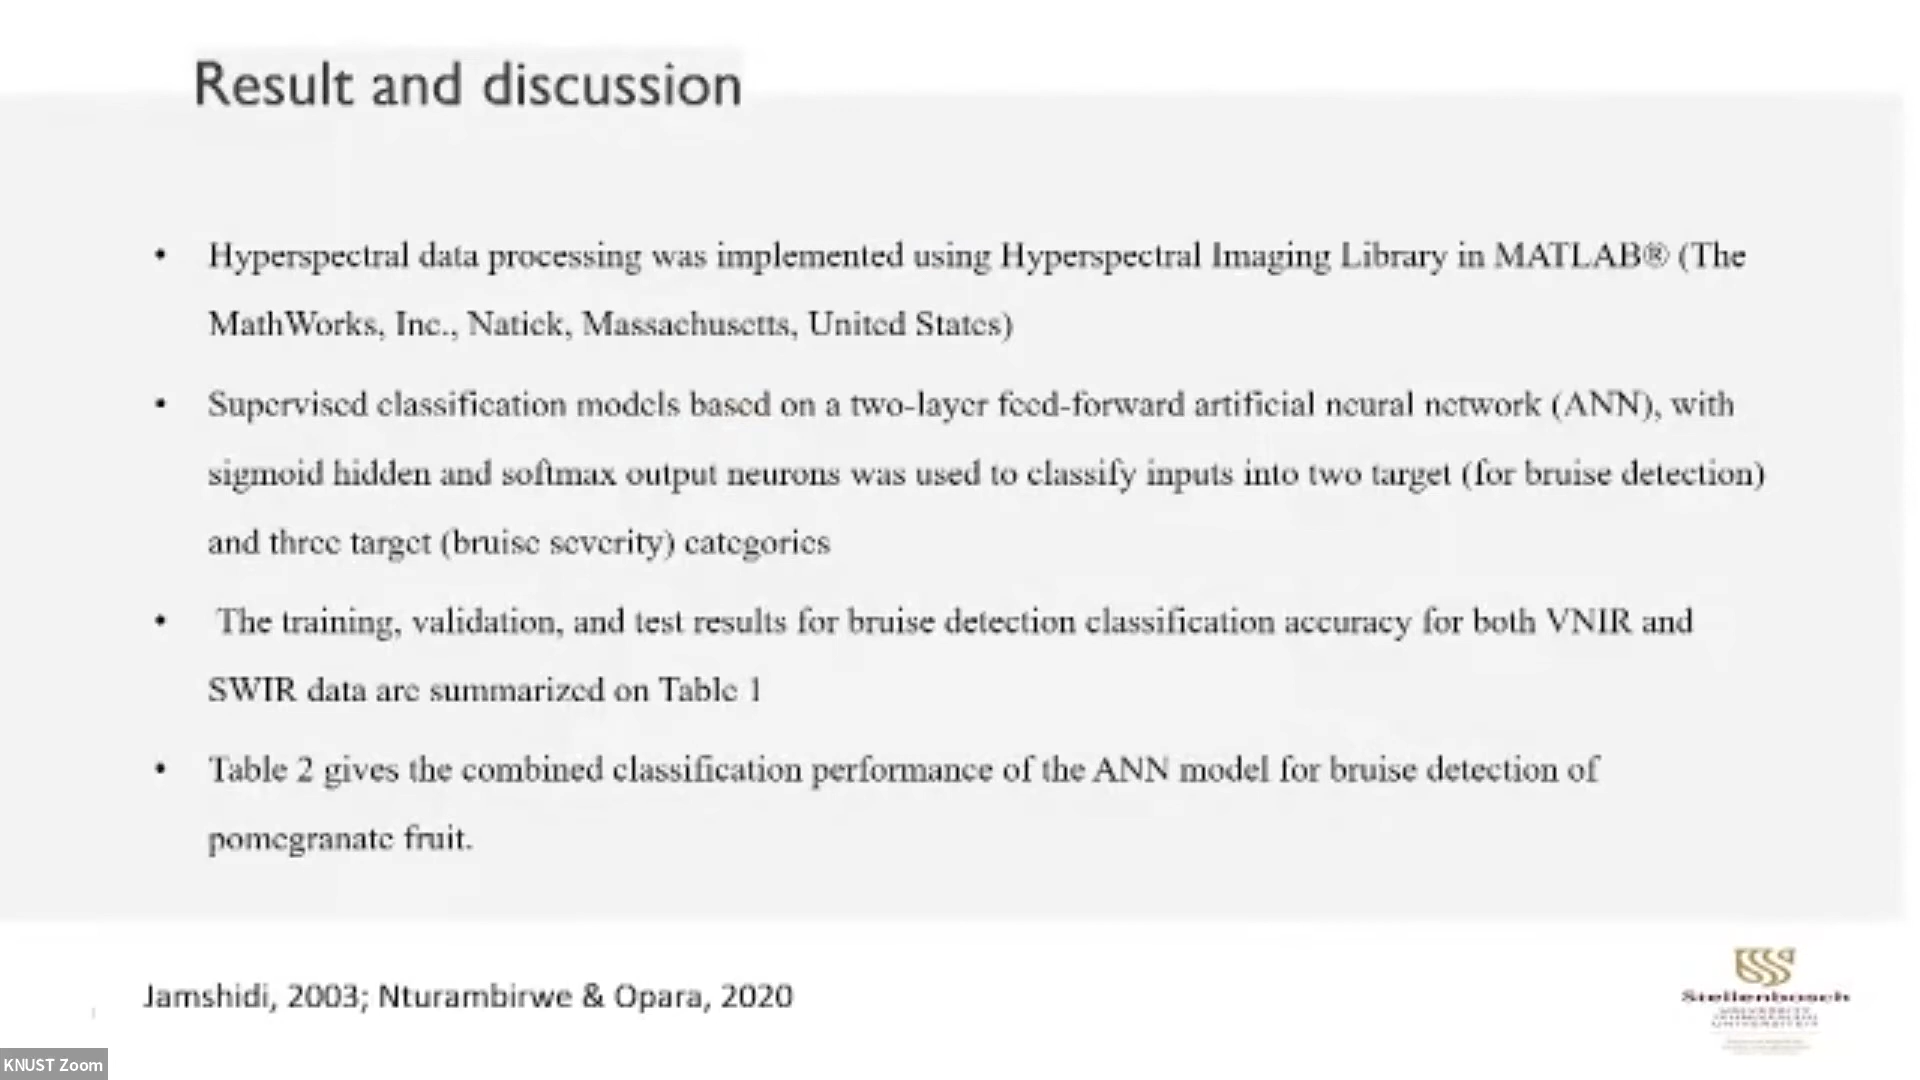 Result and discussion
• Hyperspectral data processing was implemented using Hyperspectral Imaging Library in MATLAB® (The
MathWorks, Inc., Natick, Massachusetts, United States)
• Supervised classification models based on a two-layer feed-forward artificial neural network (ANN), with
sigmoid hidden and softmax output neurons was used to classify inputs into two target (for bruise detection)
and three target (bruise severity) categories
• The training, validation, and test results for bruise detection classification accuracy for both VNIR and
SWIR data are summarized on Table 1
• Table 2 gives the combined classification performance of the ANN model for bruise detection of
pomegranate fruit.
Jamshidi, 2003; Nturambirwe & Opara, 2020
Stellenbosch
UNIVERSITY
KNUST Zoom